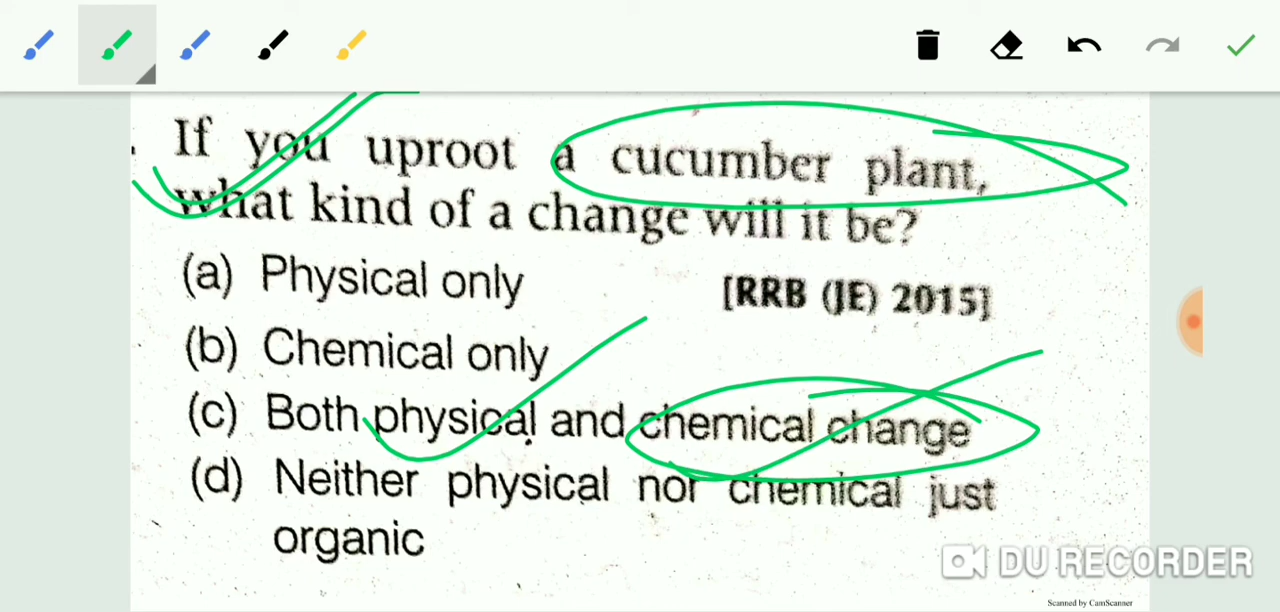 If you uproot a cucumber plant,
what kind of a change will it be?
(a) Physical only [RRB (JE) 2015]
(b) Chemical only
(c) Both physical and chemical change
(d) Neither physical nor chemical just
organic
DU RECORDER
Scanned by CamScanner